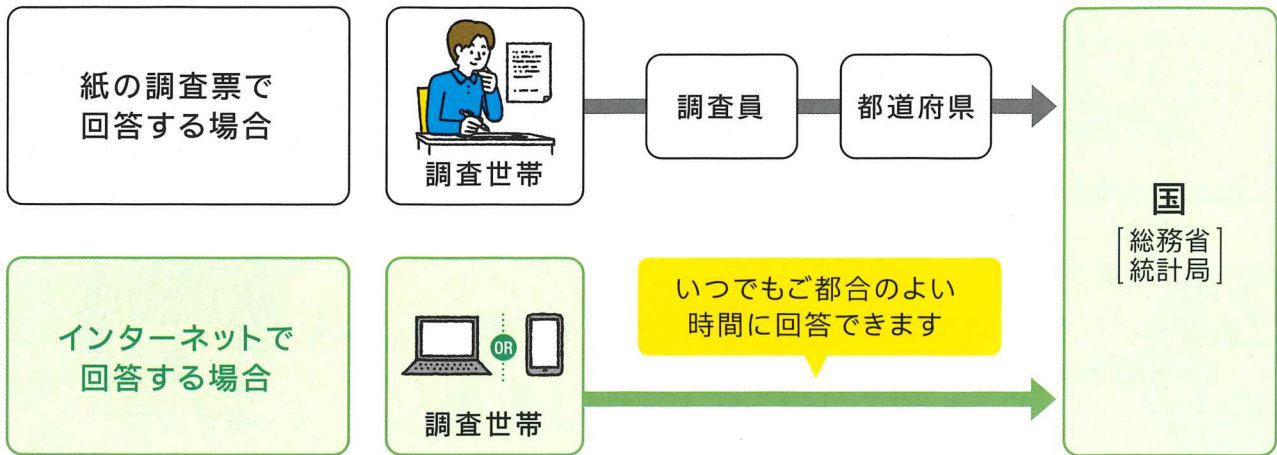 紙の調査票で
回答する場合
調査世帯
調査員
都道府県
国
[総務省
統計局]
インターネットで
回答する場合
OR
調査世帯
いつでもご都合のよい
時間に回答できます